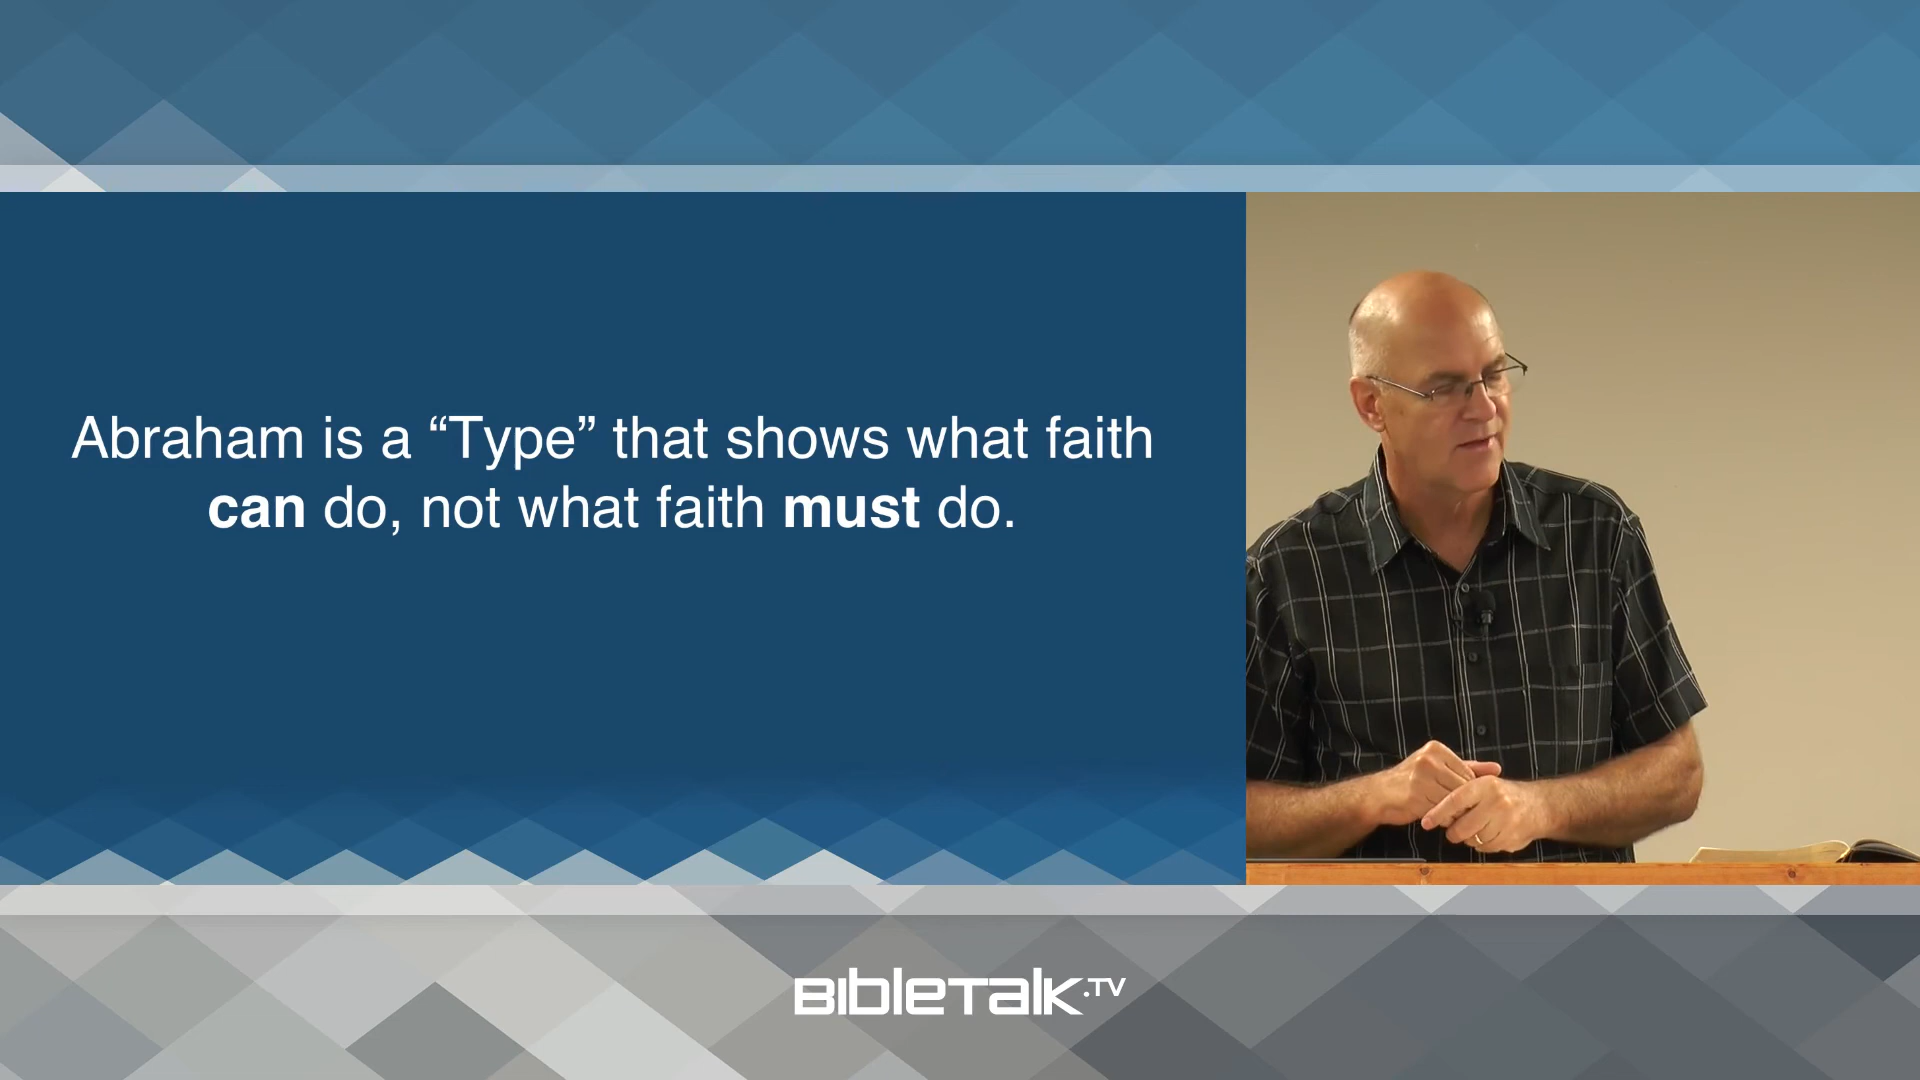 Abraham is a “Type” that shows what faith
can do, not what faith must do.
BibleTalk.TV